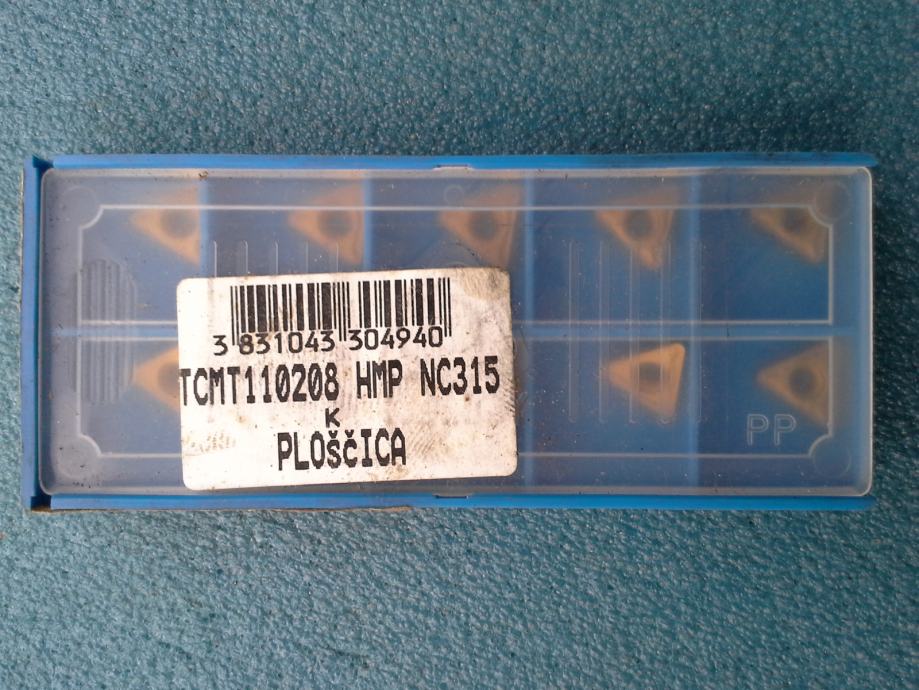 3 831043 304940
TCMT110208 HMP NC315
K
PLOŠČICA
PP